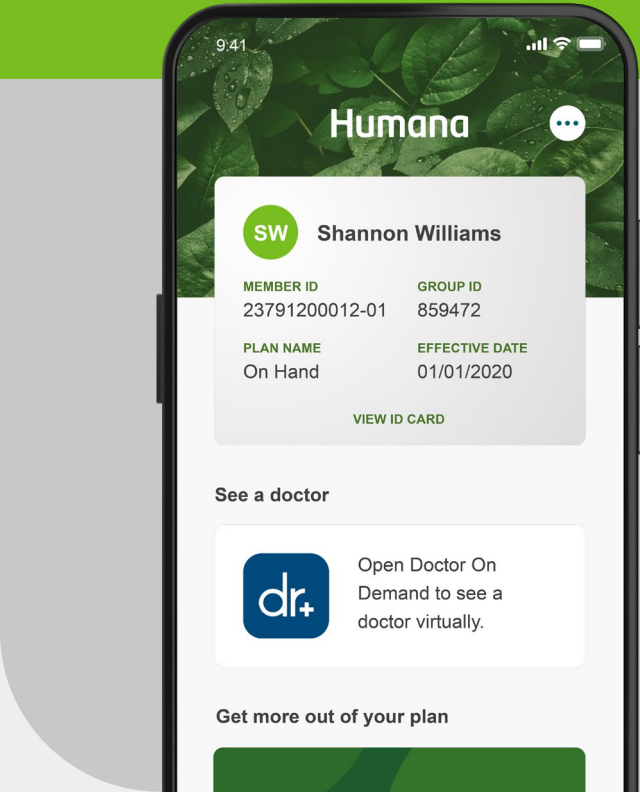 9:41
Humana
SW Shannon Williams
MEMBER ID GROUP ID
23791200012-01 859472
PLAN NAME EFFECTIVE DATE
On Hand 01/01/2020
VIEW ID CARD
See a doctor
dr+
Open Doctor On
Demand to see a
doctor virtually.
Get more out of your plan